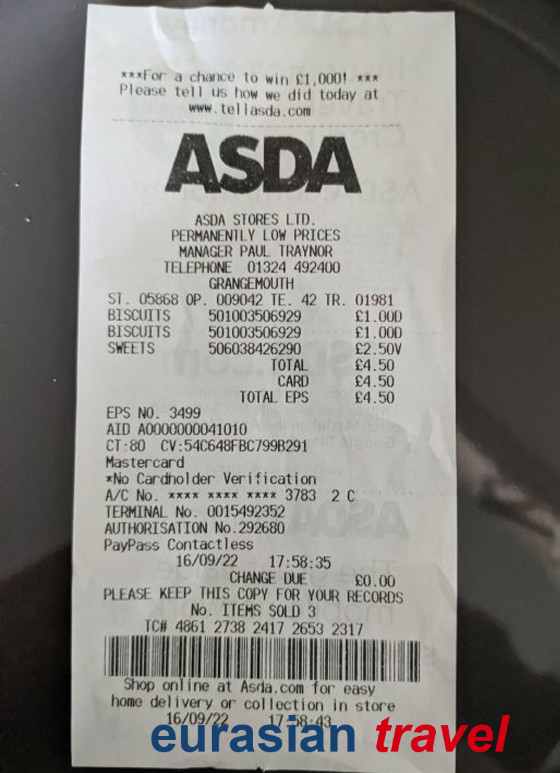 ***For a chance to win £1,000! ***
Please tell us how we did today at
www.tellasda.com
ASDA
ASDA STORES LTD.
PERMANENTLY LOW PRICES
MANAGER PAUL TRAYNOR
TELEPHONE 01324 492400
GRANGEMOUTH
ST. 05868 OP. 009042 TE. 42 TR. 01981
BISCUITS 501003506929 £1.00D
BISCUITS 501003506929 £1.00D
SWEETS 506038426290 £2.50V
TOTAL £4.50
CARD £4.50
TOTAL EPS £4.50
EPS NO. 3499
AID A0000000041010
CT:80 CV:54C648FBC799B291
Mastercard
*No Cardholder Verification
A/C No. **** **** **** 3783 2 C
TERMINAL No. 0015492352
AUTHORISATION No.292680
PayPass Contactless
16/09/22 17:58:35
CHANGE DUE £0.00
PLEASE KEEP THIS COPY FOR YOUR RECORDS
No. ITEMS SOLD 3
TC# 4861 2738 2417 2653 2317
Shop online at Asda.com for easy
home delivery or collection in store
16/09/22 17:58:43
eurasian travel